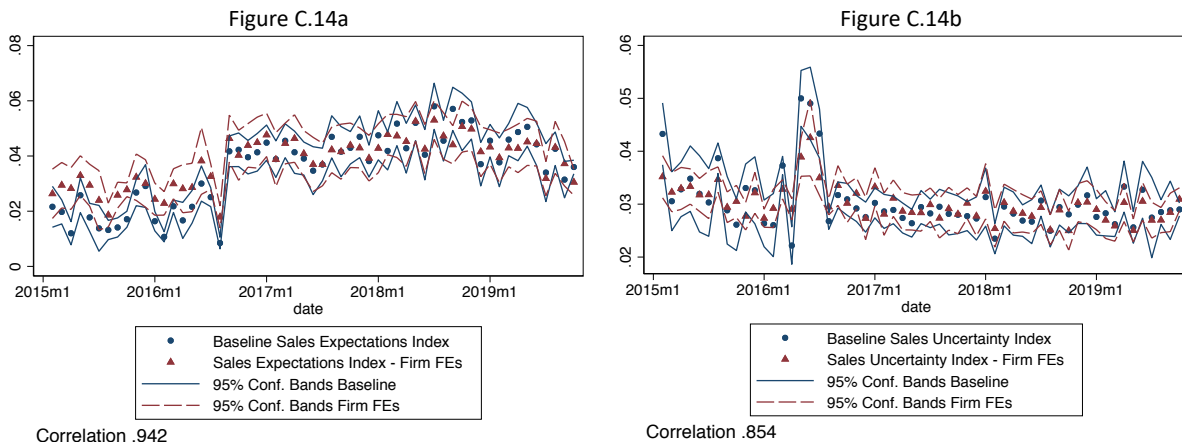 Figure C.14a
.08
.06
.04
.02
0
2015m1 2016m1 2017m1 2018m1 2019m1
date
Baseline Sales Expectations Index
Sales Expectations Index - Firm FEs
95% Conf. Bands Baseline
95% Conf. Bands Firm FEs
Correlation .942
Figure C.14b
.06
.05
.04
.03
.02
2015m1 2016m1 2017m1 2018m1 2019m1
date
Baseline Sales Uncertainty Index
Sales Uncertainty Index - Firm FEs
95% Conf. Bands Baseline
95% Conf. Bands Firm FEs
Correlation .854